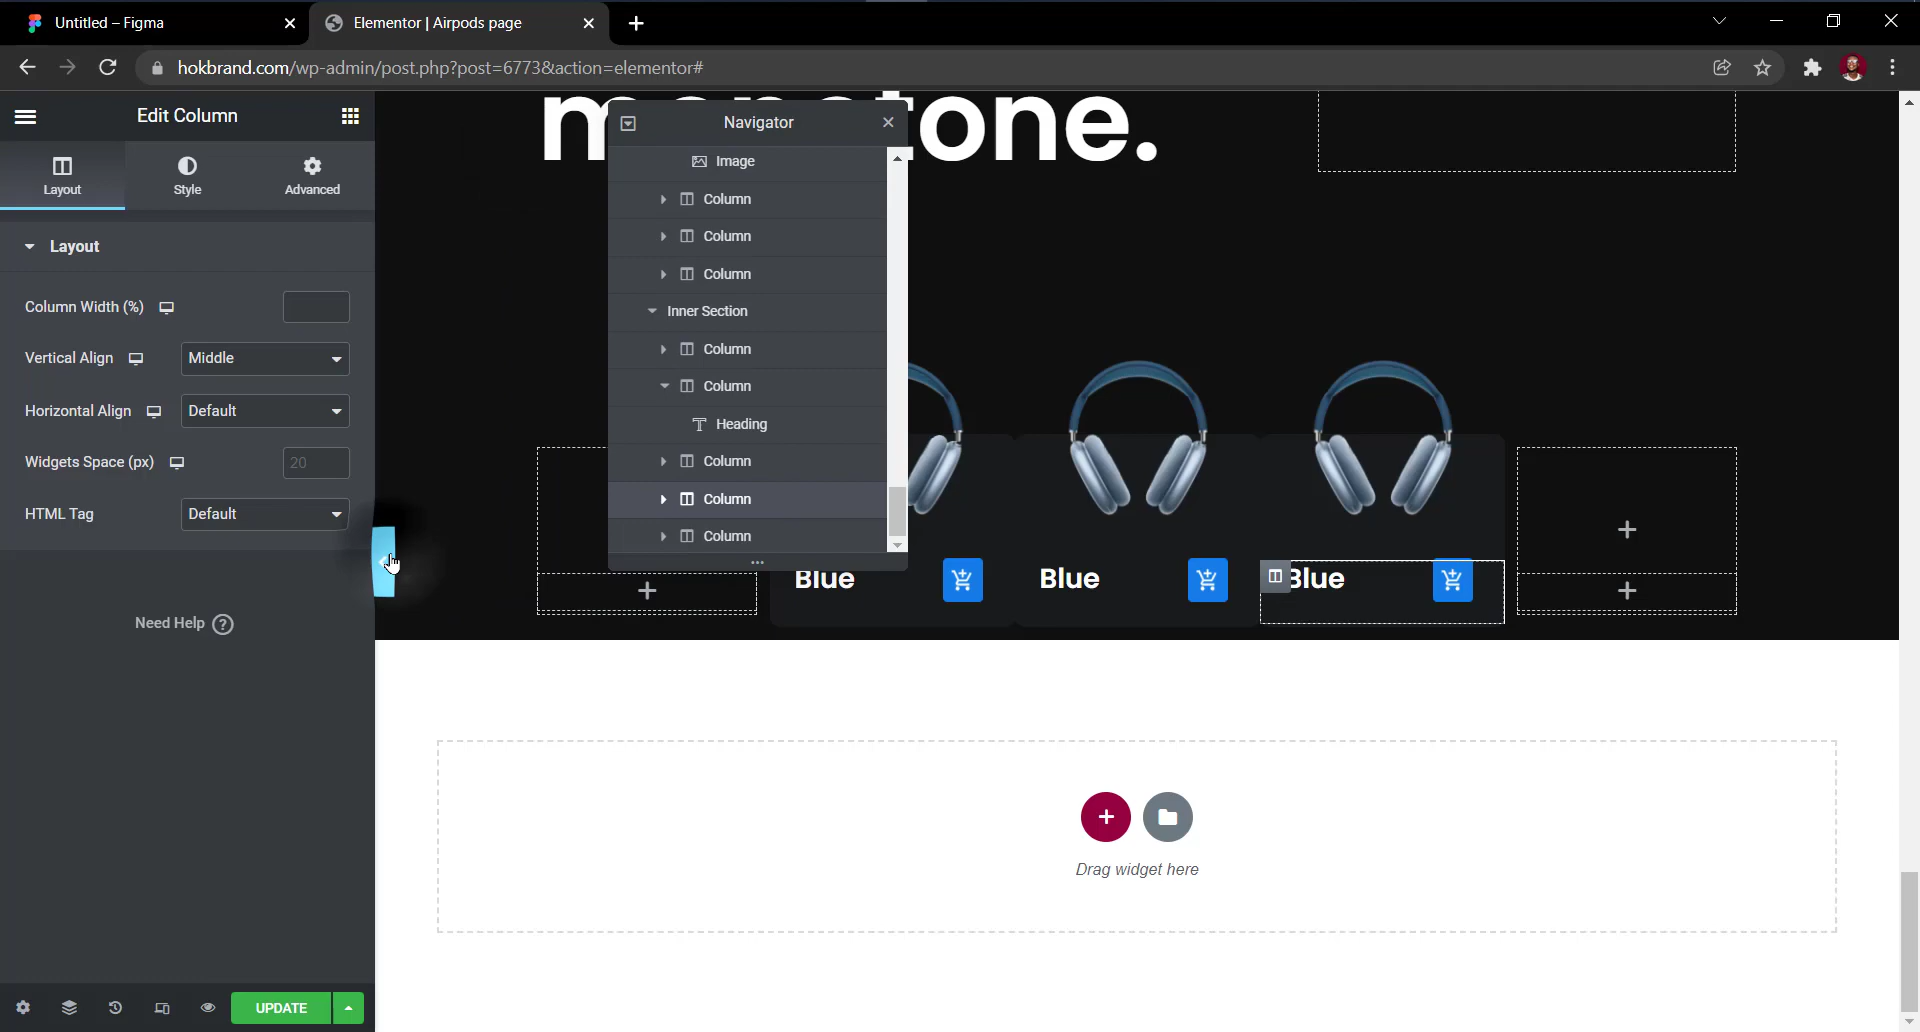 Untitled – Figma
Elementor | Airpods page
hokbrand.com/wp-admin/post.php?post=6773&action=elementor#
Edit Column
Layout
Style
Advanced
Layout
Column Width (%)
Vertical Align
Middle
Horizontal Align
Default
Widgets Space (px)
20
HTML Tag
Default
Need Help
?
UPDATE
Navigator
Image
Column
Column
Column
Inner Section
Column
Column
Heading
Column
Column
Column
Blue
Blue
Blue
Drag widget here